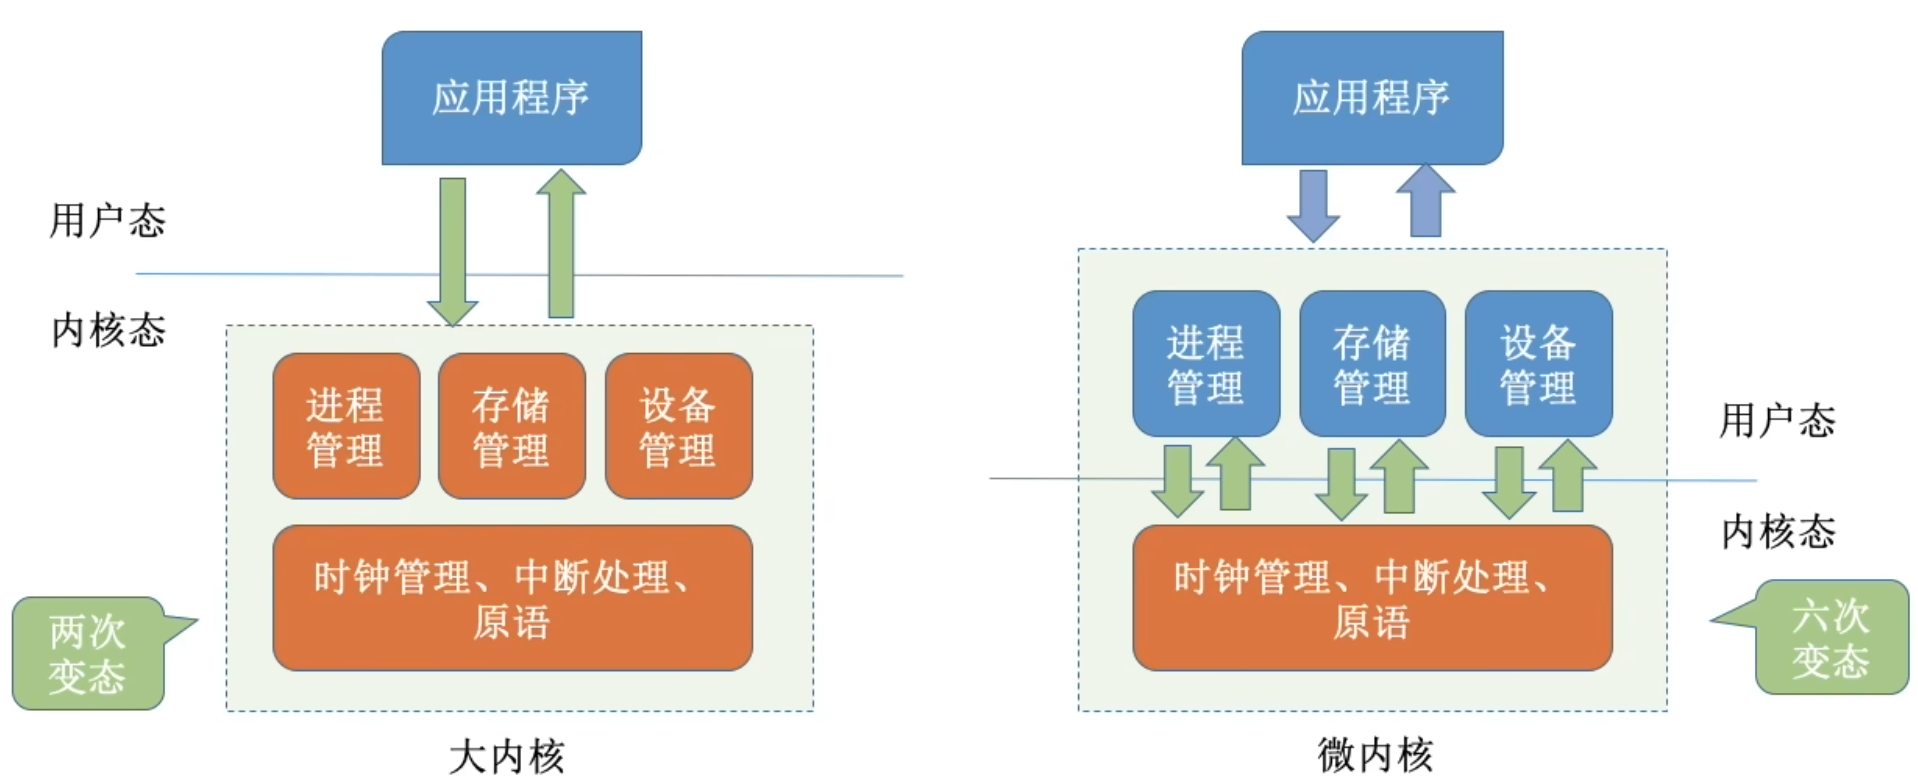 应用程序
用户态
内核态
进程
管理
存储
管理
设备
管理
时钟管理、中断处理、
原语
两次
变态
大内核
应用程序
进程
管理
存储
管理
设备
管理
用户态
内核态
时钟管理、中断处理、
原语
六次
变态
微内核